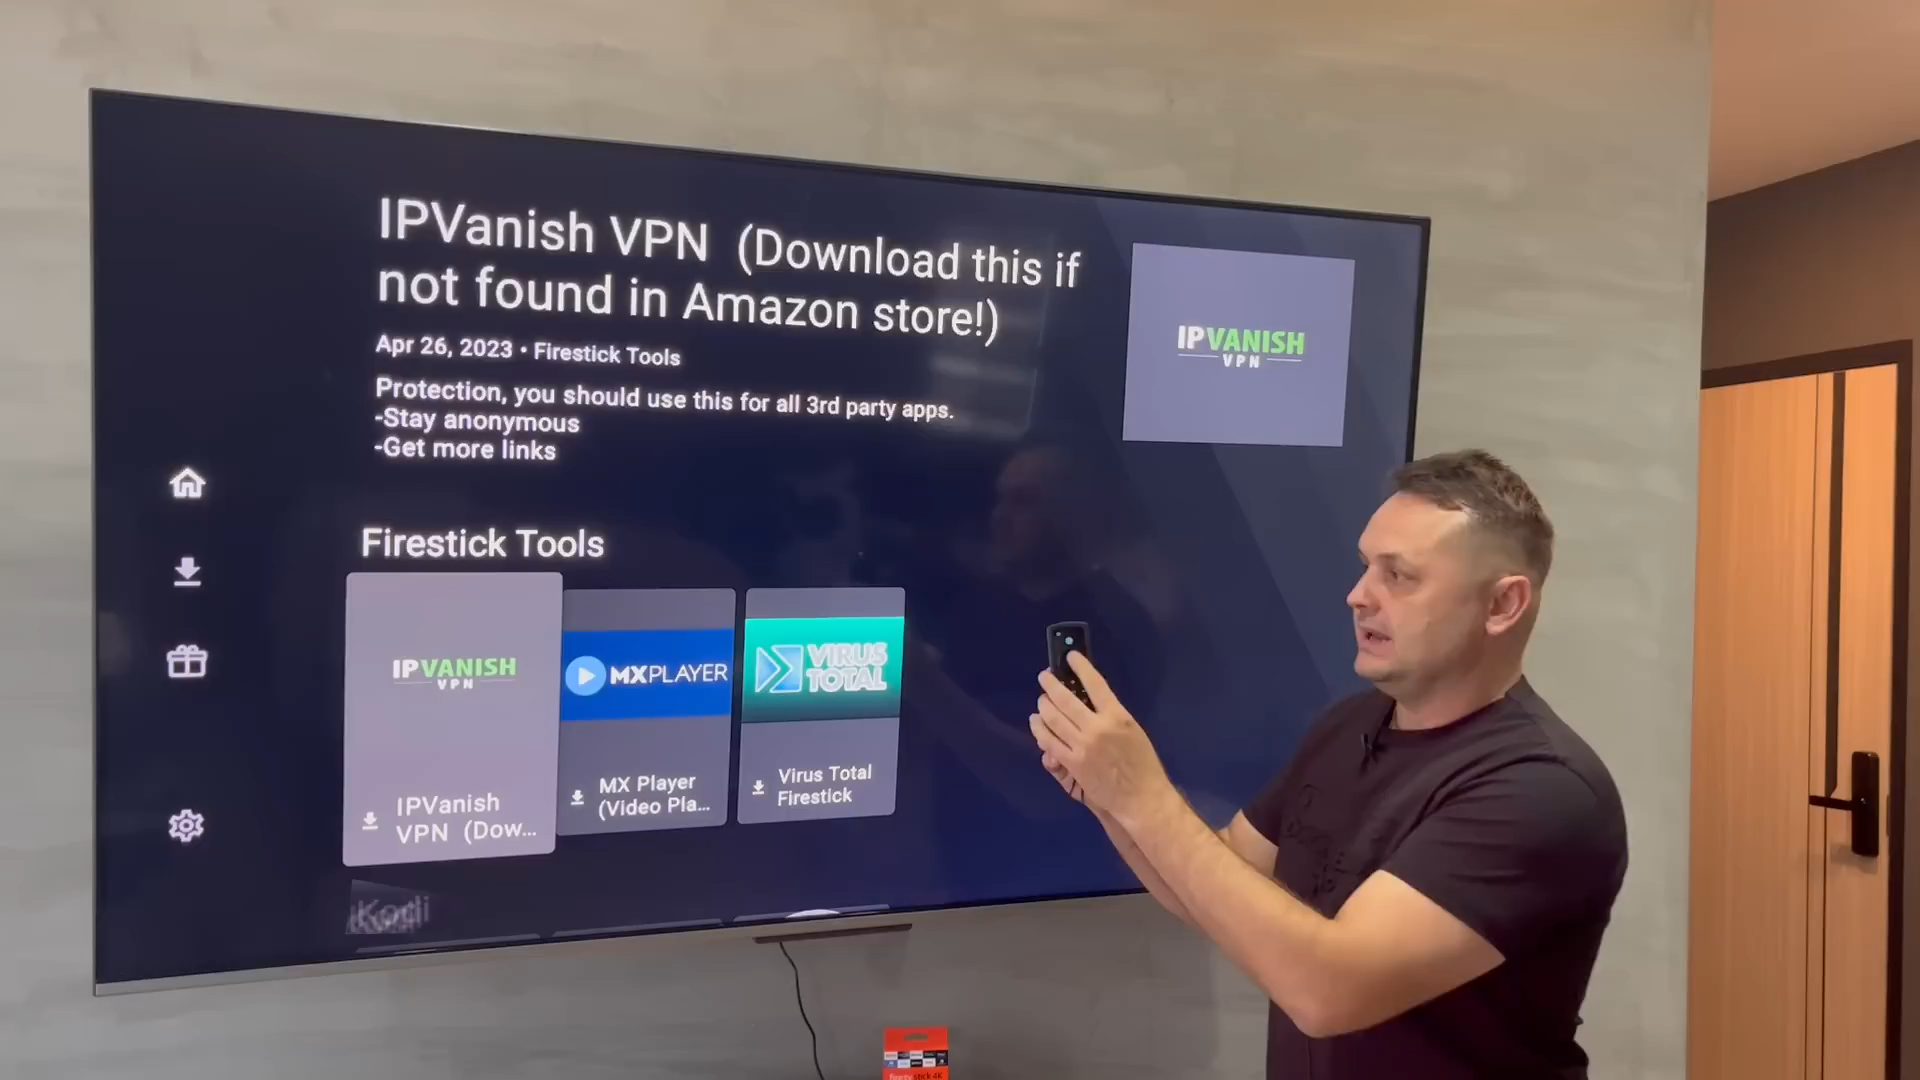 IPVanish VPN (Download this if
not found in Amazon store!)
Apr 26, 2023 • Firestick Tools
Protection, you should use this for all 3rd party apps.
-Stay anonymous
-Get more links
IPVANISH
VPN
Firestick Tools
IPVANISH
VPN
MXPLAYER
VIRUS
TOTAL
IPVanish
VPN (Dow...
MX Player
(Video Pla...
Virus Total
Firestick
Kodi
stick 4K